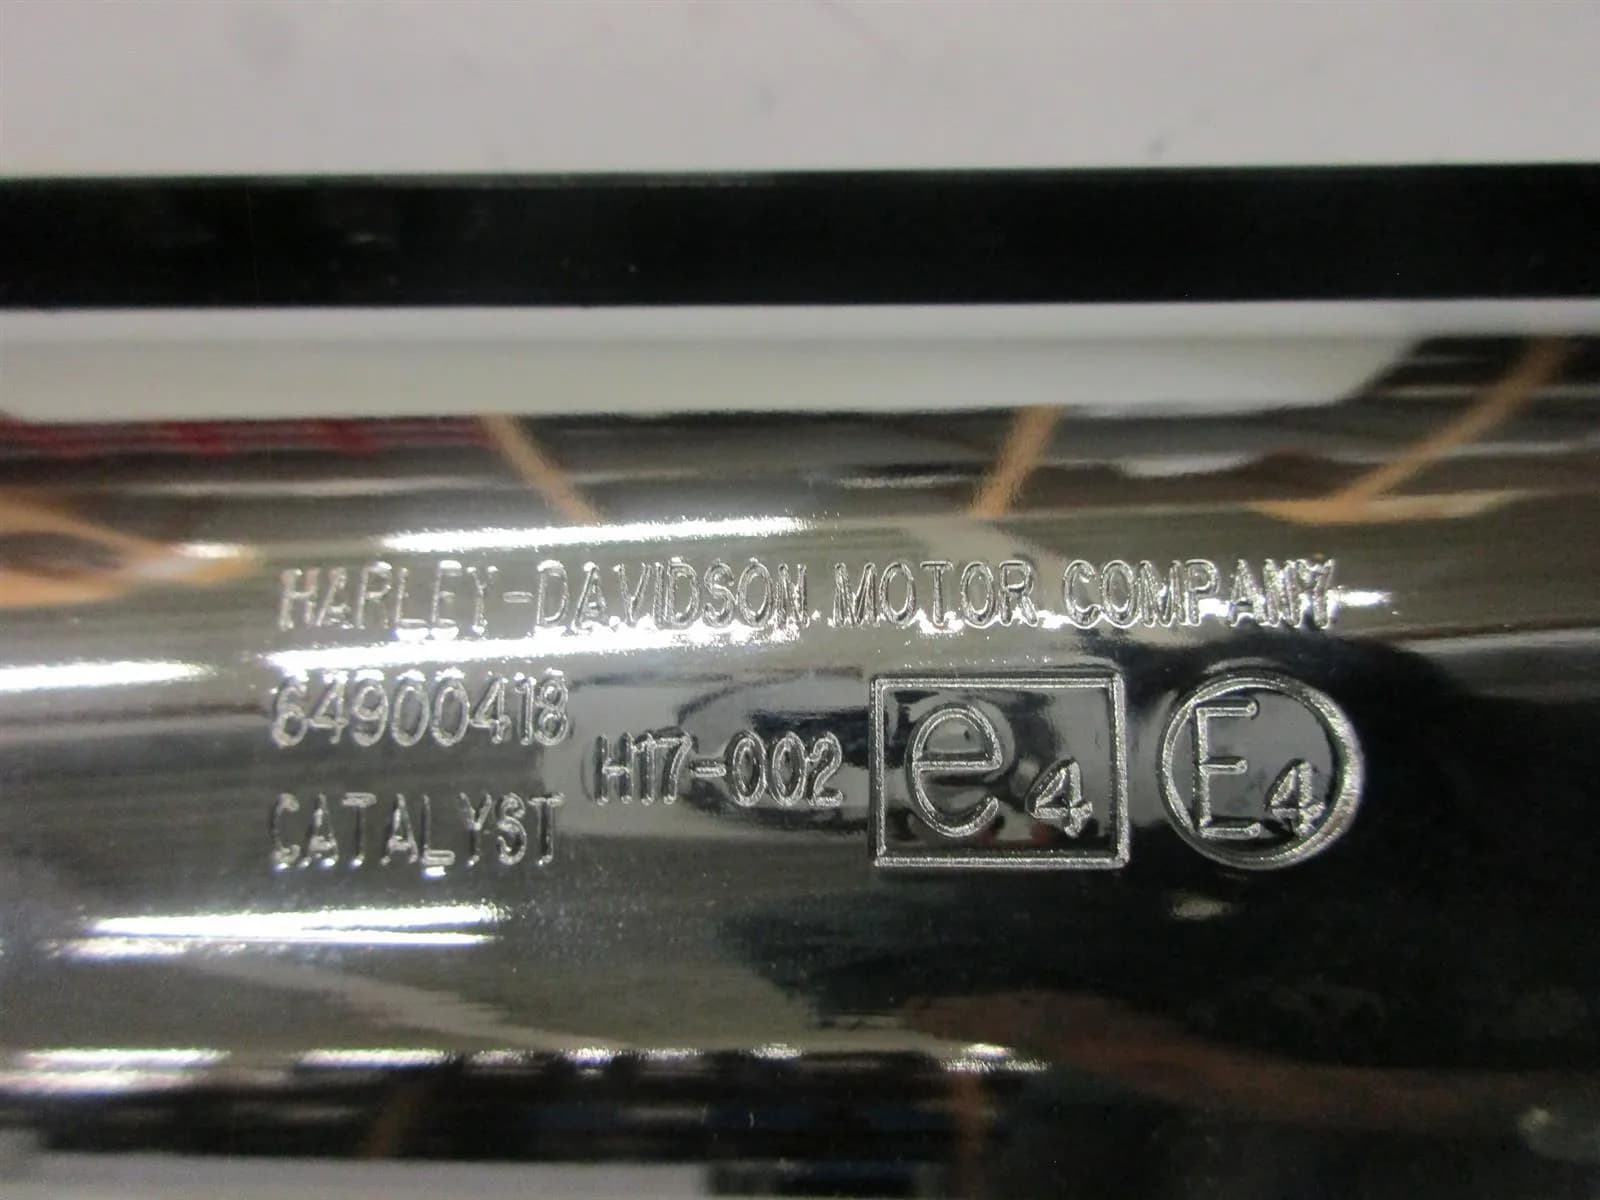 HARLEY-DAVIDSON MOTOR COMPANY
64900418
H17-002 e4 E4
CATALYST